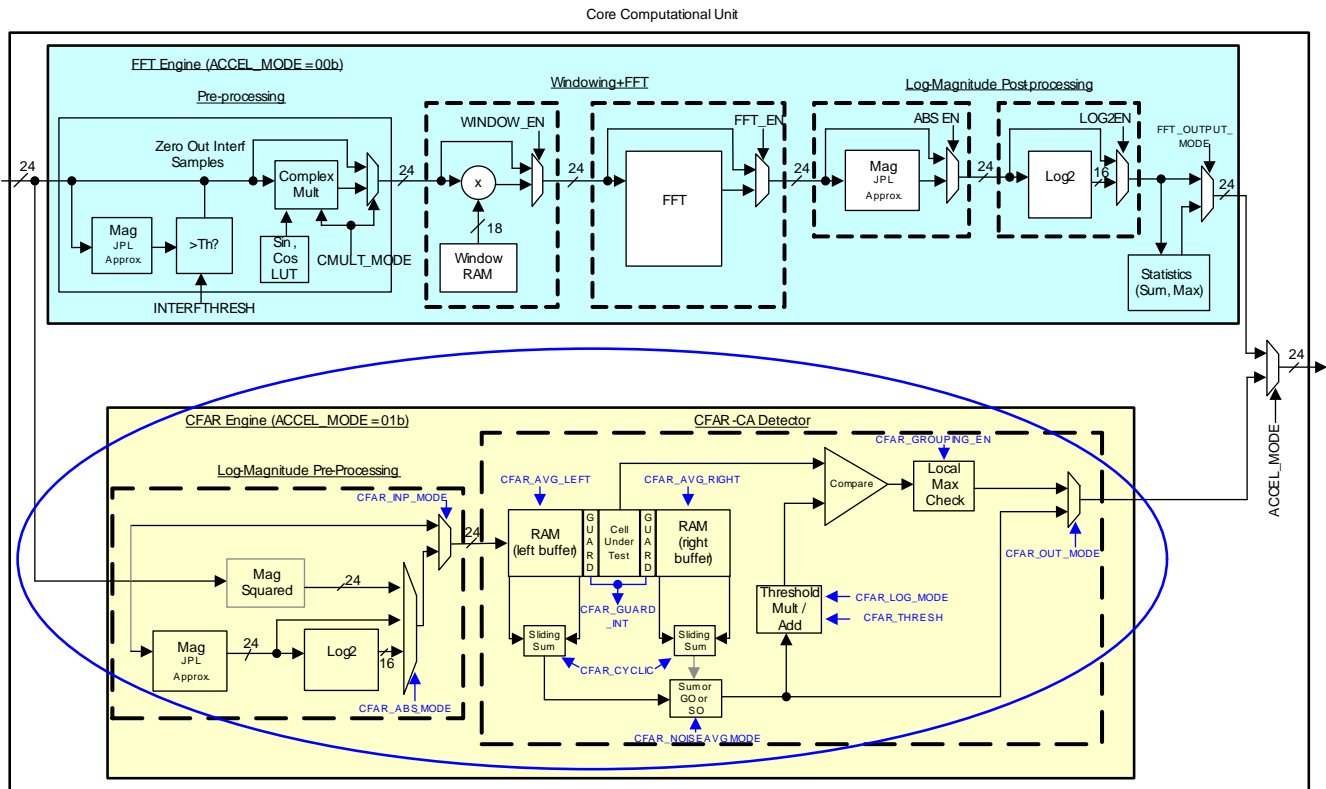 Core Computational Unit
FFT Engine (ACCEL_MODE = 00b)
Pre-processing
Windowing+FFT
Log-Magnitude Post-processing
WINDOW_EN
FFT_EN
ABS EN
LOG2EN
FFT_OUTPUT_
MODE
Zero Out Interf
Samples
24
Complex
Mult
24
x
24
FFT
24
Mag
JPL
Approx.
24
Log2
16
24
Mag
JPL
Approx.
>Th?
Sin ,
Cos
LUT
CMULT_MODE
18
Window
RAM
Statistics
(Sum, Max)
INTERFTHRESH
24
ACCEL_MODE
CFAR Engine (ACCEL_MODE = 01b)
CFAR -CA Detector
Log-Magnitude Pre-Processing
CFAR_INP_MODE
CFAR_AVG_LEFT
CFAR_AVG_RIGHT
CFAR_GROUPING_EN
24
RAM
(left buffer)
G
U
A
R
D
Cell
Under
Test
G
U
A
R
D
RAM
(right
buffer)
Compare
Local
Max
Check
CFAR_OUT_MODE
Mag
Squared
24
CFAR_GUARD
_INT
Threshold
Mult /
Add
CFAR_LOG_MODE
CFAR_THRESH
Mag
JPL
Approx.
24
Log2
16
Sliding
Sum
CFAR_CYCLIC
Sliding
Sum
CFAR_ABS MODE
Sum or
GO or
SO
CFAR_NOISEAVG MODE